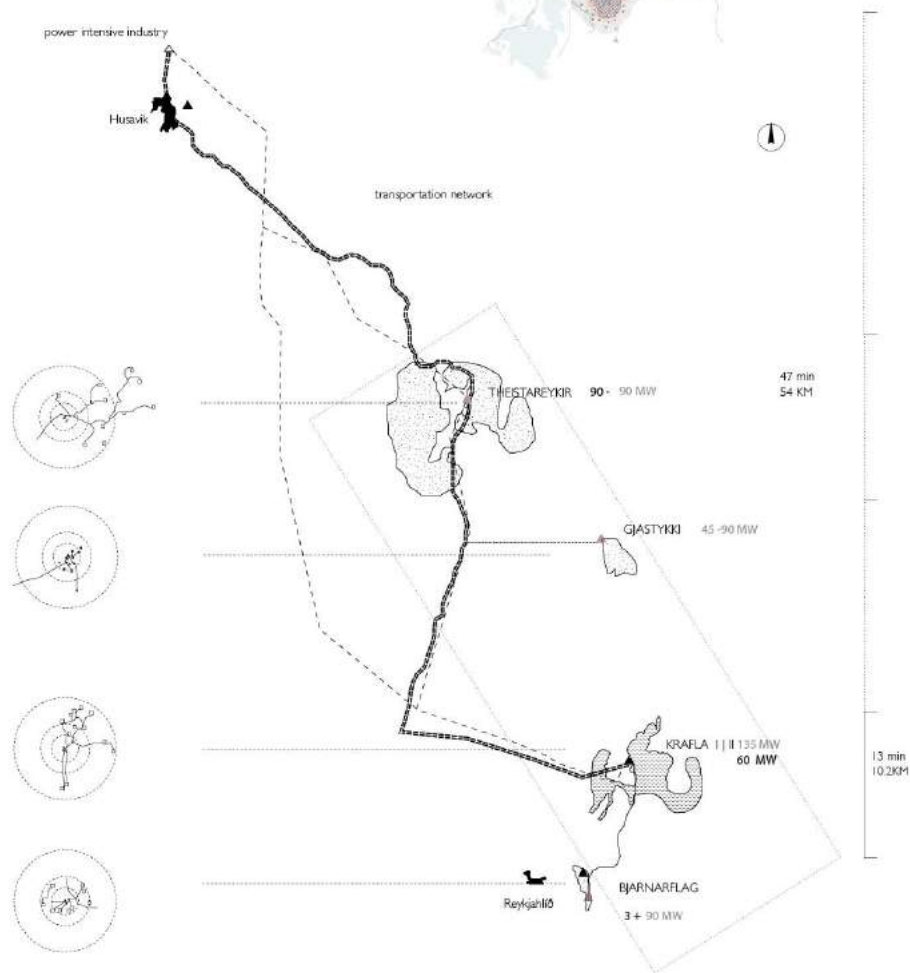 power intensive industry
Husavik
transportation network
THEISTAREYKIR 90 - 90 MW
47 min
54 KM
GJASTYKKI 45 -90 MW
KRAFLA I | II 135 MW
60 MW
13 min
10.2KM
BJARNARFLAG
Reykjahlíð
3 + 90 MW